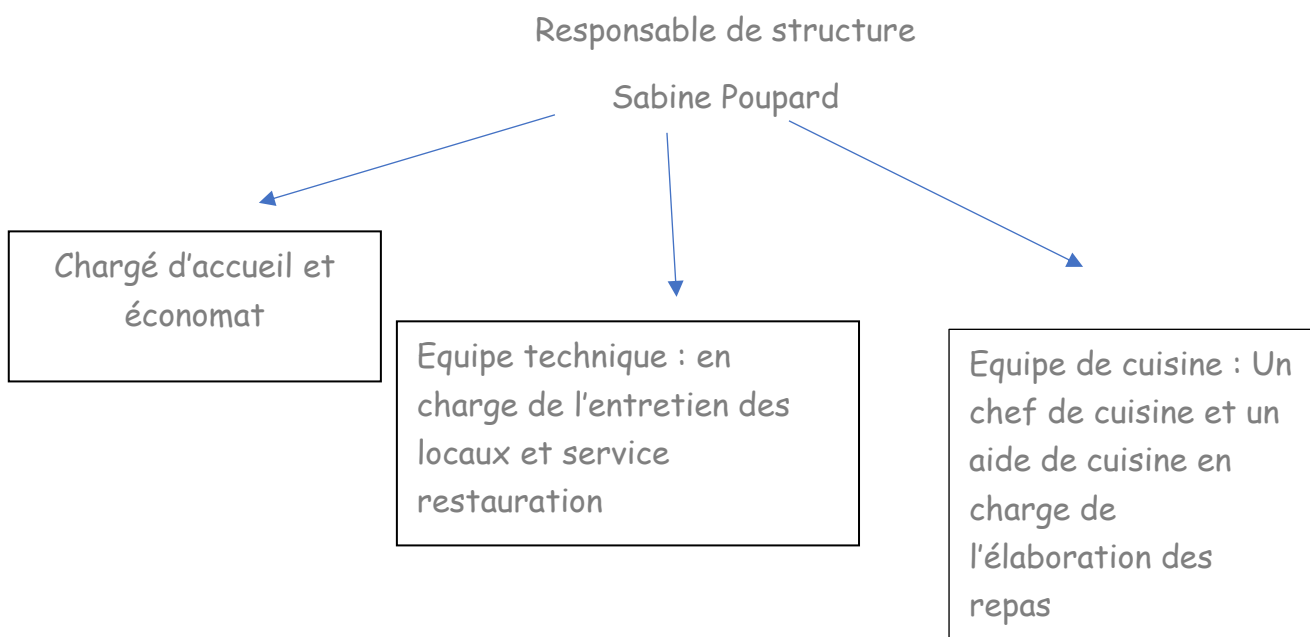 Responsable de structure
Sabine Poupard
Chargé d'accueil et
économat
Equipe technique : en
charge de l'entretien des
locaux et service
restauration
Equipe de cuisine : Un
chef de cuisine et un
aide de cuisine en
charge de
l'élaboration des
repas